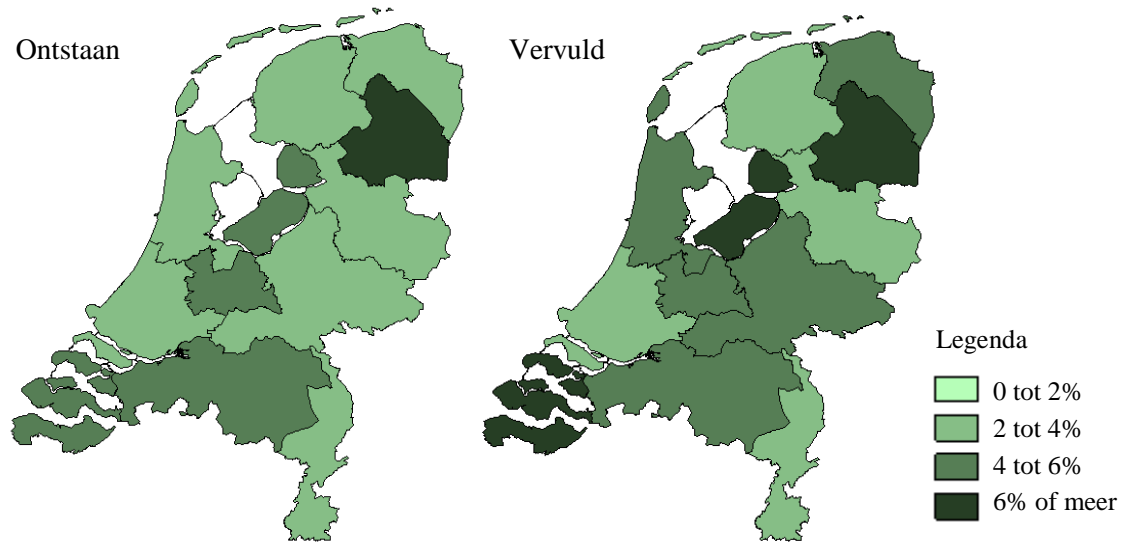 Ontstaan
Vervuld
Legenda
0 tot 2%
2 tot 4%
4 tot 6%
6% of meer